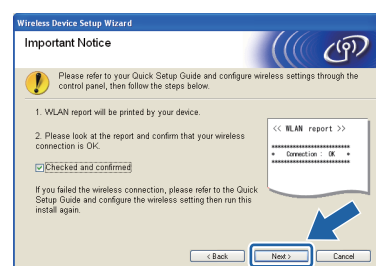 Wireless Device Setup Wizard
Important Notice
Please refer to your Quick Setup Guide and configure wireless settings through the
control panel, then follow the steps below.
1. WLAN report will be printed by your device.
2. Please look at the report and confirm that your wireless
connection is OK.
<< WLAN report >>
****************************
* Connection : OK *
****************************
Checked and confirmed
If you failed the wireless connection, please refer to the Quick
Setup Guide and configure the wireless setting then run this
install again.
< Back
Next >
Cancel